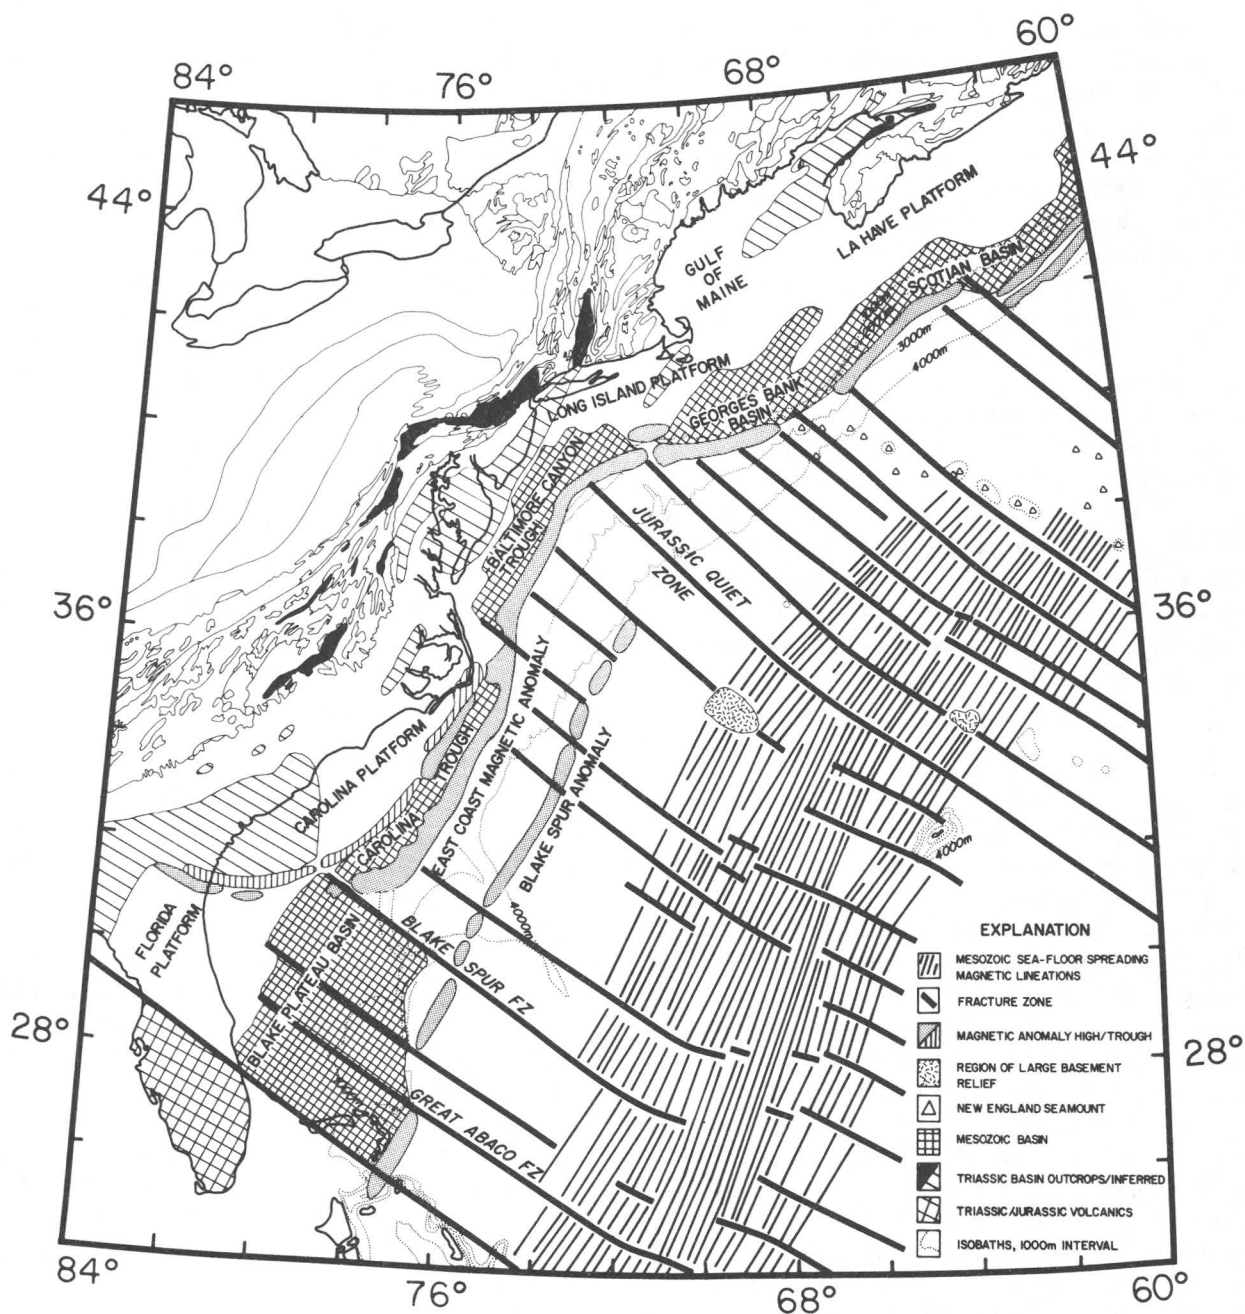 84°
76°
68°
60°
44°
44°
36°
36°
28°
28°
84°
76°
68°
60°
GULF
OF
MAINE
LA HAVE PLATFORM
SCOTIAN BASIN
3000m
4000m
LONG ISLAND PLATFORM
GEORGES BANK
BASIN
BALTIMORE CANYON
TROUGH
JURASSIC QUIET
ZONE
EAST COAST MAGNETIC ANOMALY
BLAKE SPUR ANOMALY
CAROLINA PLATFORM
CAROLINA TROUGH
4000m
4000m
FLORIDA
PLATFORM
BLAKE PLATEAU BASIN
BLAKE SPUR FZ
1000m
GREAT ABACO FZ
EXPLANATION
MESOZOIC SEA-FLOOR SPREADING
MAGNETIC LINEATIONS
FRACTURE ZONE
MAGNETIC ANOMALY HIGH/TROUGH
REGION OF LARGE BASEMENT
RELIEF
NEW ENGLAND SEAMOUNT
MESOZOIC BASIN
TRIASSIC BASIN OUTCROPS/INFERRED
TRIASSIC/JURASSIC VOLCANICS
ISOBATHS, 1000m INTERVAL